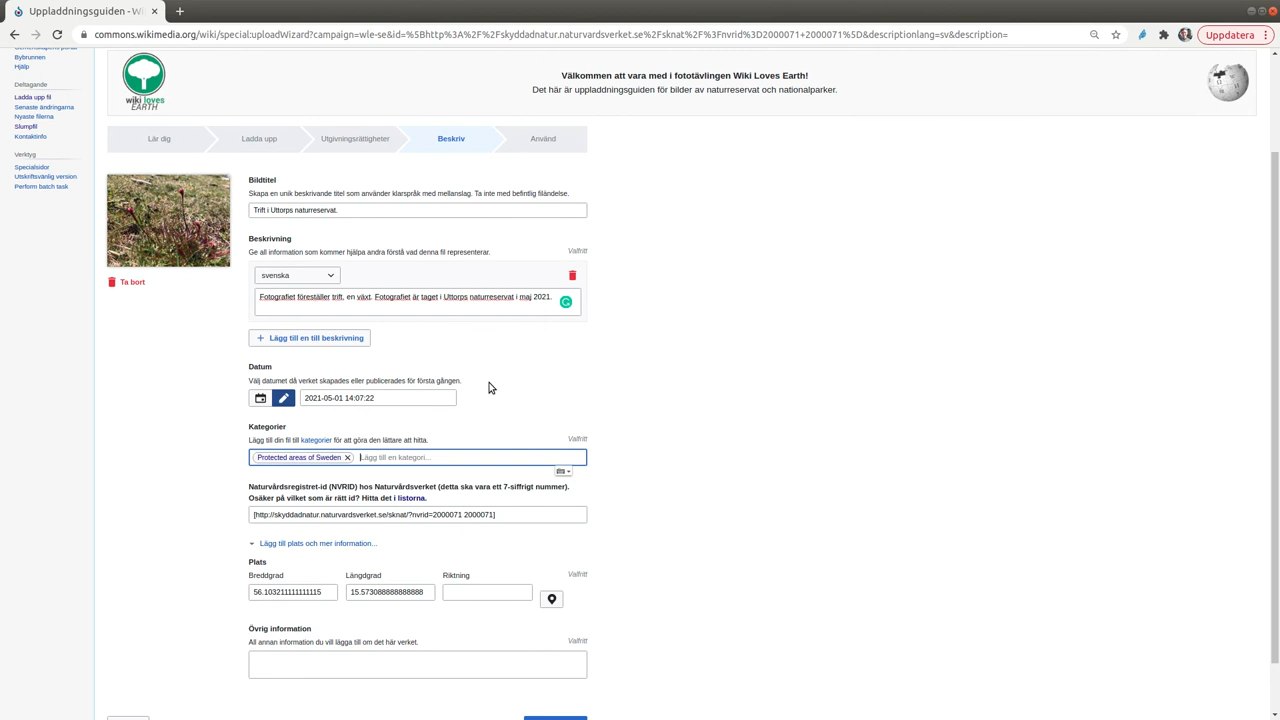 Uppladdningsguiden - Wi
commons.wikimedia.org/wiki/special:uploadWizard?campaign=wle-se&id=%5Bhttp%3A%2F%2Fskyddadnatur.naturvardsverket.se%2Fsknat%2F%3Fnvrid%3D2000071+2000071%5D&descriptionlang=sv&description=
Uppdatera
Bybrunnen
Hjälp
Deltagande
Ladda upp fil
Senaste ändringarna
Nyaste filerna
Slumpfil
Kontaktinfo
Verktyg
Specialsidor
Utskriftsvänlig version
Perform batch task
wiki loves
EARTH
Välkommen att vara med i fototävlingen Wiki Loves Earth!
Det här är uppladdningsguiden för bilder av naturreservat och nationalparker.
Lär dig
Ladda upp
Utgivningsrättigheter
Beskriv
Använd
Ta bort
Bildtitel
Skapa en unik beskrivande titel som använder klarspråk med mellanslag. Ta inte med befintlig filändelse.
Trift i Uttorps naturreservat.
Beskrivning
Ge all information som kommer hjälpa andra förstå vad denna fil representerar.
Valfritt
svenska
Fotografiet föreställer trift, en växt. Fotografiet är taget i Uttorps naturreservat i maj 2021.
Lägg till en till beskrivning
Datum
Välj datumet då verket skapades eller publicerades för första gången.
2021-05-01 14:07:22
Kategorier
Lägg till din fil till kategorier för att göra den lättare att hitta.
Valfritt
Protected areas of Sweden
Lägg till en kategori...
Naturvårdsregistret-id (NVRID) hos Naturvårdsverket (detta ska vara ett 7-siffrigt nummer).
Osäker på vilket som är rätt id? Hitta det i listorna.
[http://skyddadnatur.naturvardsverket.se/sknat/?nvrid=2000071 2000071]
Lägg till plats och mer information...
Plats
Breddgrad
Längdgrad
Riktning
Valfritt
56.103211111111115
15.573088888888888
Övrig information
All annan information du vill lägga till om det här verket.
Valfritt